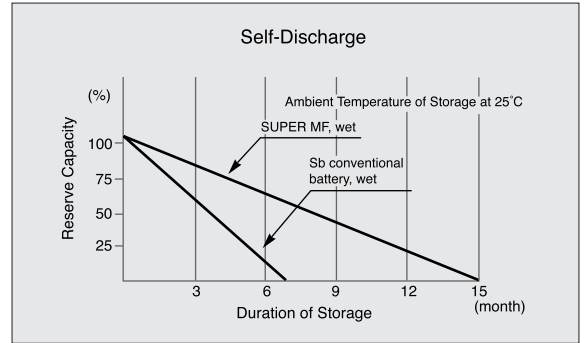 Self-Discharge
(%)
Ambient Temperature of Storage at 25°C
SUPER MF, wet
Sb conventional
battery, wet
Reserve Capacity
100
75
50
25
3 6 9 12 15
(month)
Duration of Storage